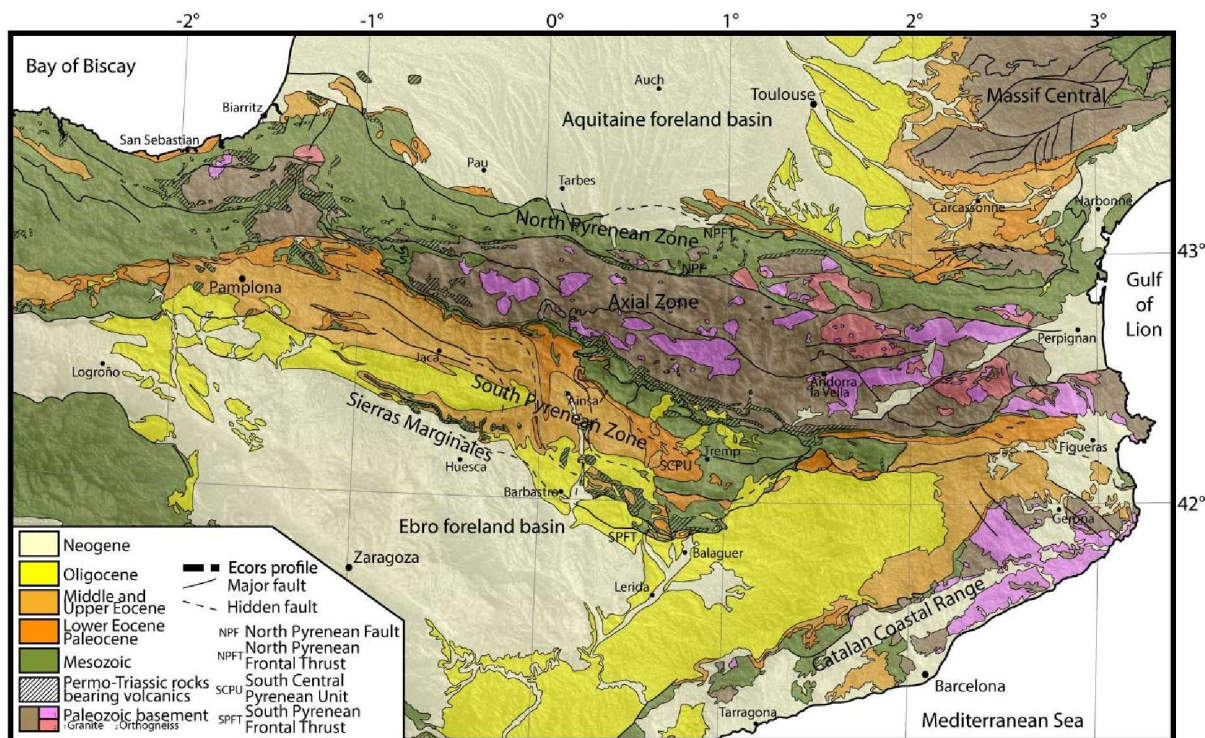 -2°
-1°
0°
1°
2°
3°
Bay of Biscay
Biarritz
San Sebastian
Auch
Toulouse
Massif Central
Aquitaine foreland basin
Pau
Tarbes
Carcassonne
Narbonne
North Pyrenean Zone
NPFT
43°
NPF
Pamplona
Axial Zone
Gulf
of
Lion
Perpignan
Logroño
Jaca
Andorra
la Vella
Ainsa
South Pyrenean Zone
Sierras Marginales
Figueras
Huesca
SCPU
Tremp
Barbastro
42°
Gerona
Ebro foreland basin
SPFT
Balaguer
Lerida
Zaragoza
Catalan Coastal Range
Barcelona
Tarragona
Mediterranean Sea
Neogene
Oligocene
Middle and
Upper Eocene
Lower Eocene
Paleocene
Mesozoic
Permo-Triassic rocks
bearing volcanics
Paleozoic basement
Granite Orthogneiss
Ecors profile
Major fault
Hidden fault
NPF North Pyrenean Fault
NPFT North Pyrenean
Frontal Thrust
SCPU South Central
Pyrenean Unit
SPFT South Pyrenean
Frontal Thrust